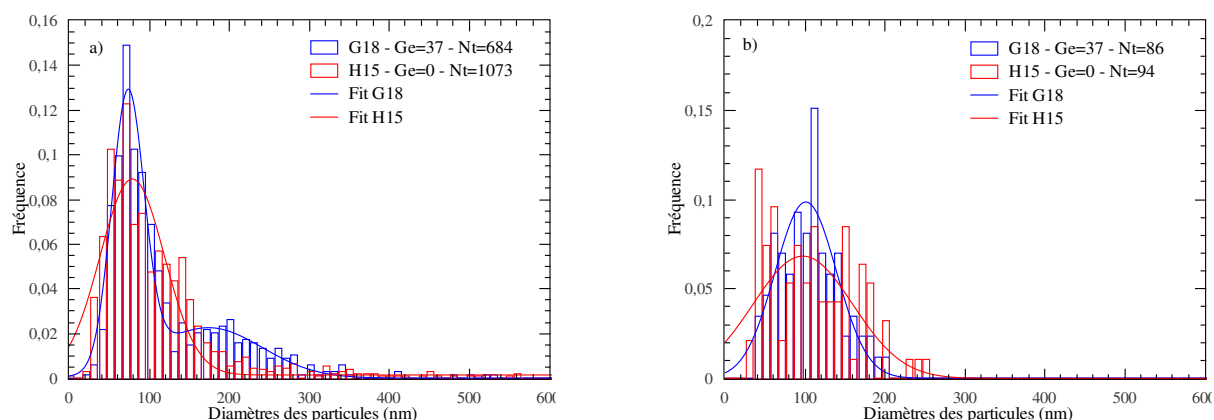 a)
G18 - Ge=37 - Nt=684
H15 - Ge=0 - Nt=1073
Fit G18
Fit H15
Fréquence
0,16
0,14
0,12
0,1
0,08
0,06
0,04
0,02
0
0 100 200 300 400 500 600
Diamètres des particules (nm)
b)
G18 - Ge=37 - Nt=86
H15 - Ge=0 - Nt=94
Fit G18
Fit H15
Fréquence
0,2
0,15
0,1
0,05
0
0 100 200 300 400 500 600
Diamètres des particules (nm)